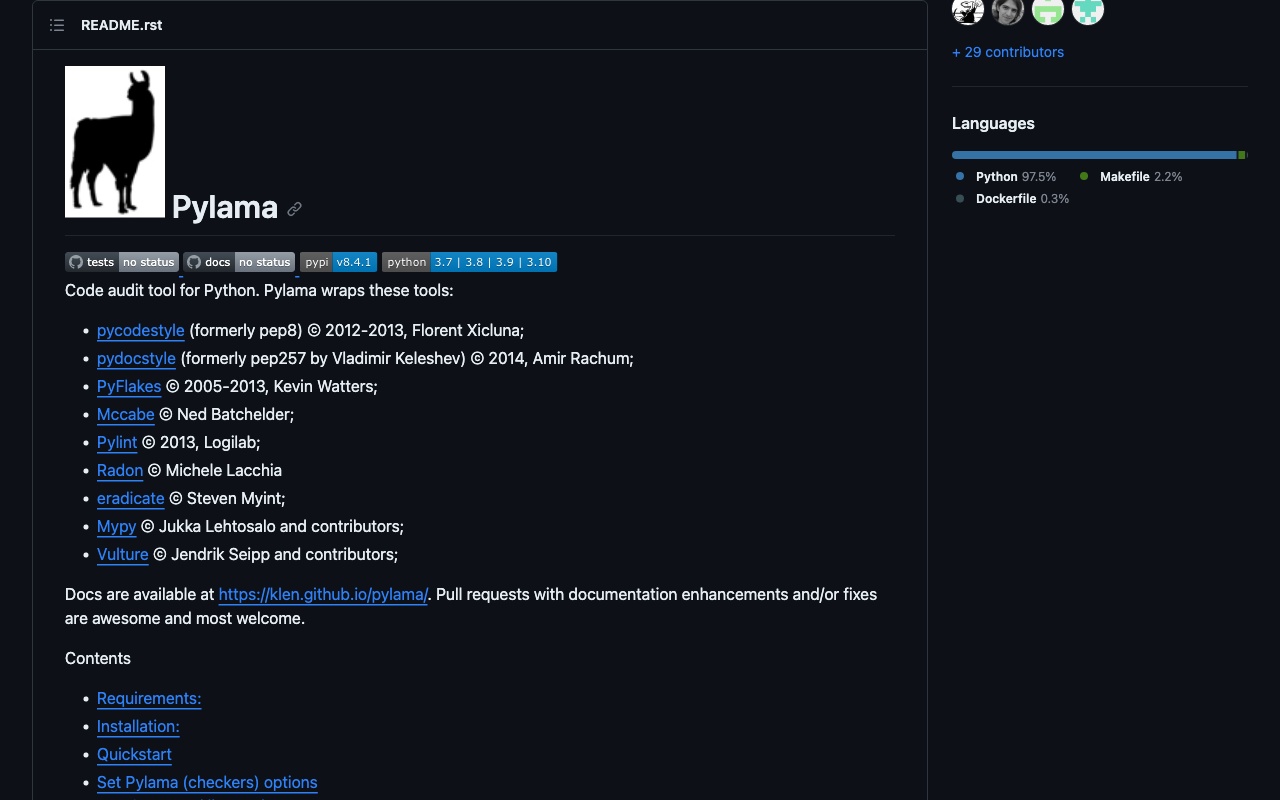 README.rst
Pylama
tests no status docs no status pypi v8.4.1 python 3.7 | 3.8 | 3.9 | 3.10
Code audit tool for Python. Pylama wraps these tools:
• pycodestyle (formerly pep8) © 2012-2013, Florent Xicluna;
• pydocstyle (formerly pep257 by Vladimir Keleshev) © 2014, Amir Rachum;
• PyFlakes © 2005-2013, Kevin Watters;
• Mccabe © Ned Batchelder;
• Pylint © 2013, Logilab;
• Radon © Michele Lacchia
• eradicate © Steven Myint;
• Mypy © Jukka Lehtosalo and contributors;
• Vulture © Jendrik Seipp and contributors;
Docs are available at https://klen.github.io/pylama/. Pull requests with documentation enhancements and/or fixes
are awesome and most welcome.
Contents
• Requirements:
• Installation:
• Quickstart
• Set Pylama (checkers) options
+ 29 contributors
Languages
Python 97.5% Makefile 2.2%
Dockerfile 0.3%